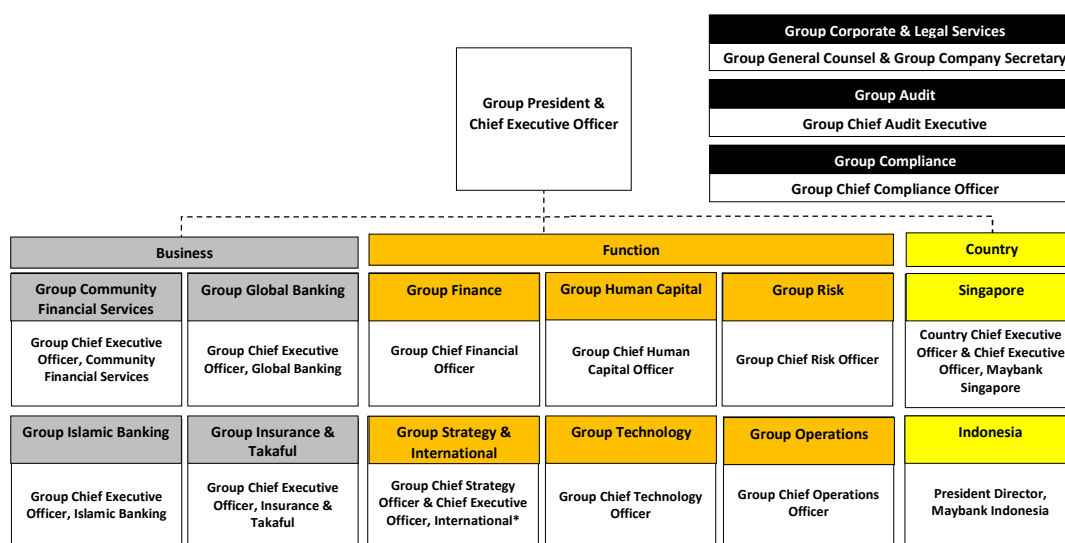 Group Corporate & Legal Services
Group General Counsel & Group Company Secretary
Group President &
Chief Executive Officer
Group Audit
Group Chief Audit Executive
Group Compliance
Group Chief Compliance Officer
Business
Function
Country
Group Community
Financial Services
Group Global Banking
Group Finance
Group Human Capital
Group Risk
Singapore
Group Chief Executive
Officer, Community
Financial Services
Group Chief Executive
Officer, Global Banking
Group Chief Financial
Officer
Group Chief Human
Capital Officer
Group Chief Risk Officer
Country Chief Executive
Officer & Chief Executive
Officer, Maybank
Singapore
Group Islamic Banking
Group Insurance &
Takaful
Group Strategy &
International
Group Technology
Group Operations
Indonesia
Group Chief Executive
Officer, Islamic Banking
Group Chief Executive
Officer, Insurance &
Takaful
Group Chief Strategy
Officer & Chief Executive
Officer, International*
Group Chief Technology
Officer
Group Chief Operations
Officer
President Director,
Maybank Indonesia